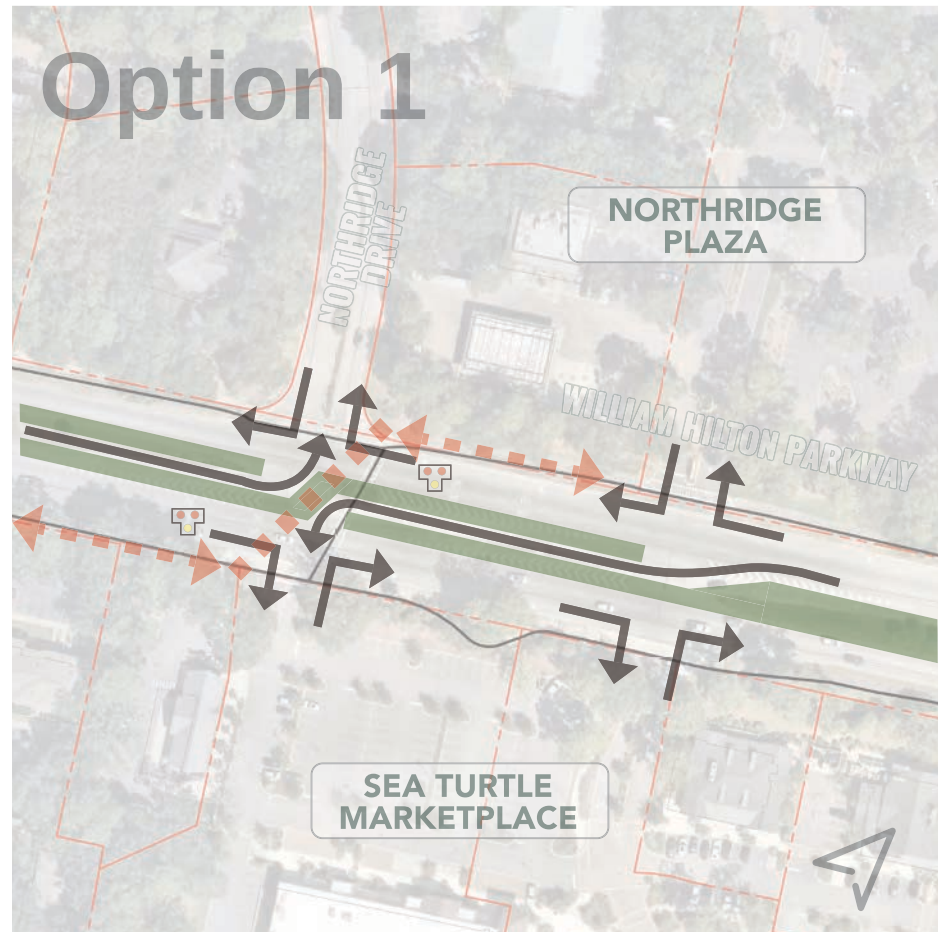 Option 1
NORTHRIDGE
DRIVE
NORTHRIDGE
PLAZA
WILLIAM HILTON PARKWAY
SEA TURTLE
MARKETPLACE